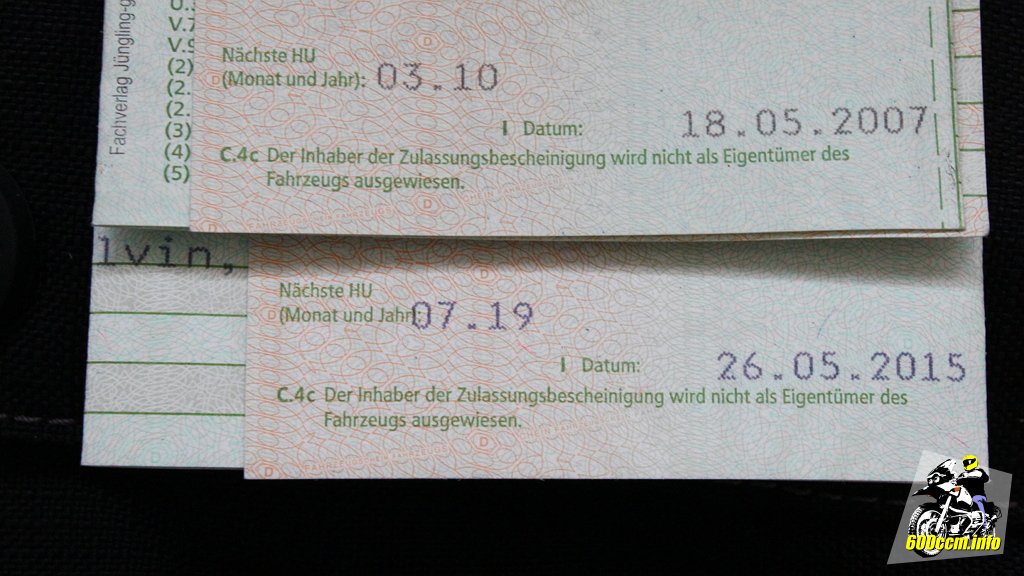 Fachverlag Jüngling-g
V.7
V.9
(2)
(2.
(2.
(3)
(4)
(5)
Nächste HU
(Monat und Jahr): 03.10
I Datum: 18.05.2007
C.4c Der Inhaber der Zulassungsbescheinigung wird nicht als Eigentümer des
Fahrzeugs ausgewiesen.
lvin,
Nächste HU
(Monat und Jahr): 07.19
I Datum: 26.05.2015
C.4c Der Inhaber der Zulassungsbescheinigung wird nicht als Eigentümer des
Fahrzeugs ausgewiesen.
600ccm.info